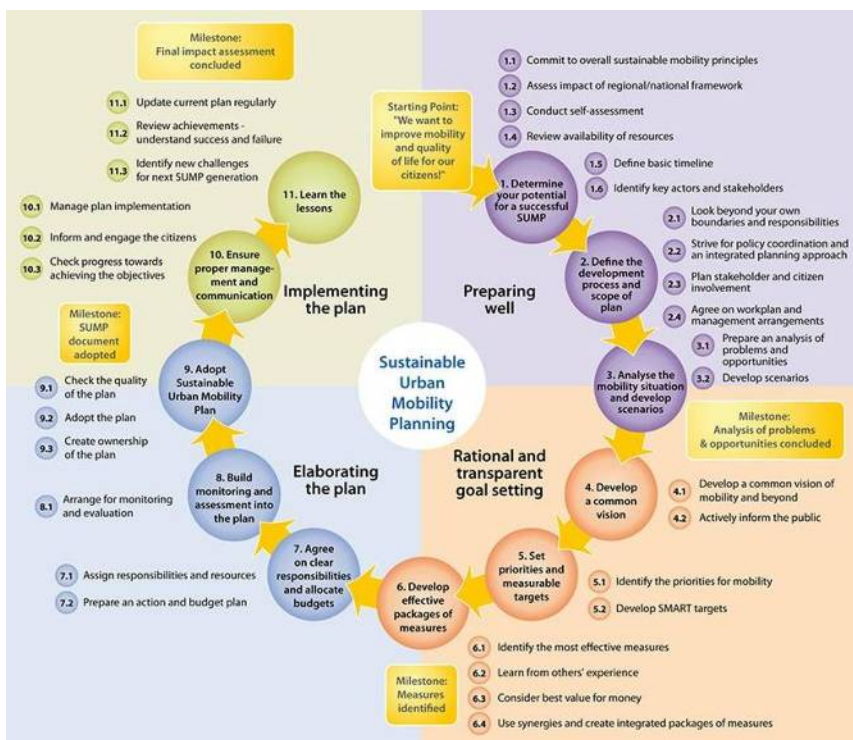 Milestone:
Final impact assessment
concluded
11.1 Update current plan regularly
11.2 Review achievements -
understand success and failure
11.3 Identify new challenges
for next SUMP generation
10.1 Manage plan implementation
10.2 Inform and engage the citizens
10.3 Check progress towards
achieving the objectives
11. Learn the
lessons
10. Ensure
proper manage-
ment and
communication
Implementing
the plan
Starting Point:
"We want to
improve mobility
and quality
of life for our
citizens!"
1.1 Commit to overall sustainable mobility principles
1.2 Assess impact of regional/national framework
1.3 Conduct self-assessment
1.4 Review availability of resources
1.5 Define basic timeline
1.6 Identify key actors and stakeholders
1. Determine
your potential
for a successful
SUMP
2.1 Look beyond your own
boundaries and responsibilities
2.2 Strive for policy coordination and
an integrated planning approach
2.3 Plan stakeholder and citizen
involvement
2.4 Agree on workplan and
management arrangements
2. Define the
development
process and
scope of
plan
Preparing
well
3.1 Prepare an analysis of
problems and
opportunities
3.2 Develop scenarios
3. Analyse the
mobility situation
and develop
scenarios
Milestone:
Analysis of problems
& opportunities concluded
Sustainable
Urban
Mobility
Planning
Rational and
transparent
goal setting
4. Develop
a common
vision
4.1 Develop a common vision of
mobility and beyond
4.2 Actively inform the public
5. Set
priorities and
measurable
targets
5.1 Identify the priorities for mobility
5.2 Develop SMART targets
6. Develop
effective
packages of
measures
6.1 Identify the most effective measures
6.2 Learn from others' experience
6.3 Consider best value for money
6.4 Use synergies and create integrated packages of measures
Milestone:
Measures
identified
Elaborating
the plan
7. Agree
on clear
responsibilities
and allocate
budgets
7.1 Assign responsibilities and resources
7.2 Prepare an action and budget plan
8. Build
monitoring and
assessment into
the plan
8.1 Arrange for monitoring
and evaluation
9. Adopt
Sustainable
Urban Mobility
Plan
9.1 Check the quality
of the plan
9.2 Adopt the plan
9.3 Create ownership
of the plan
Milestone:
SUMP
document
adopted